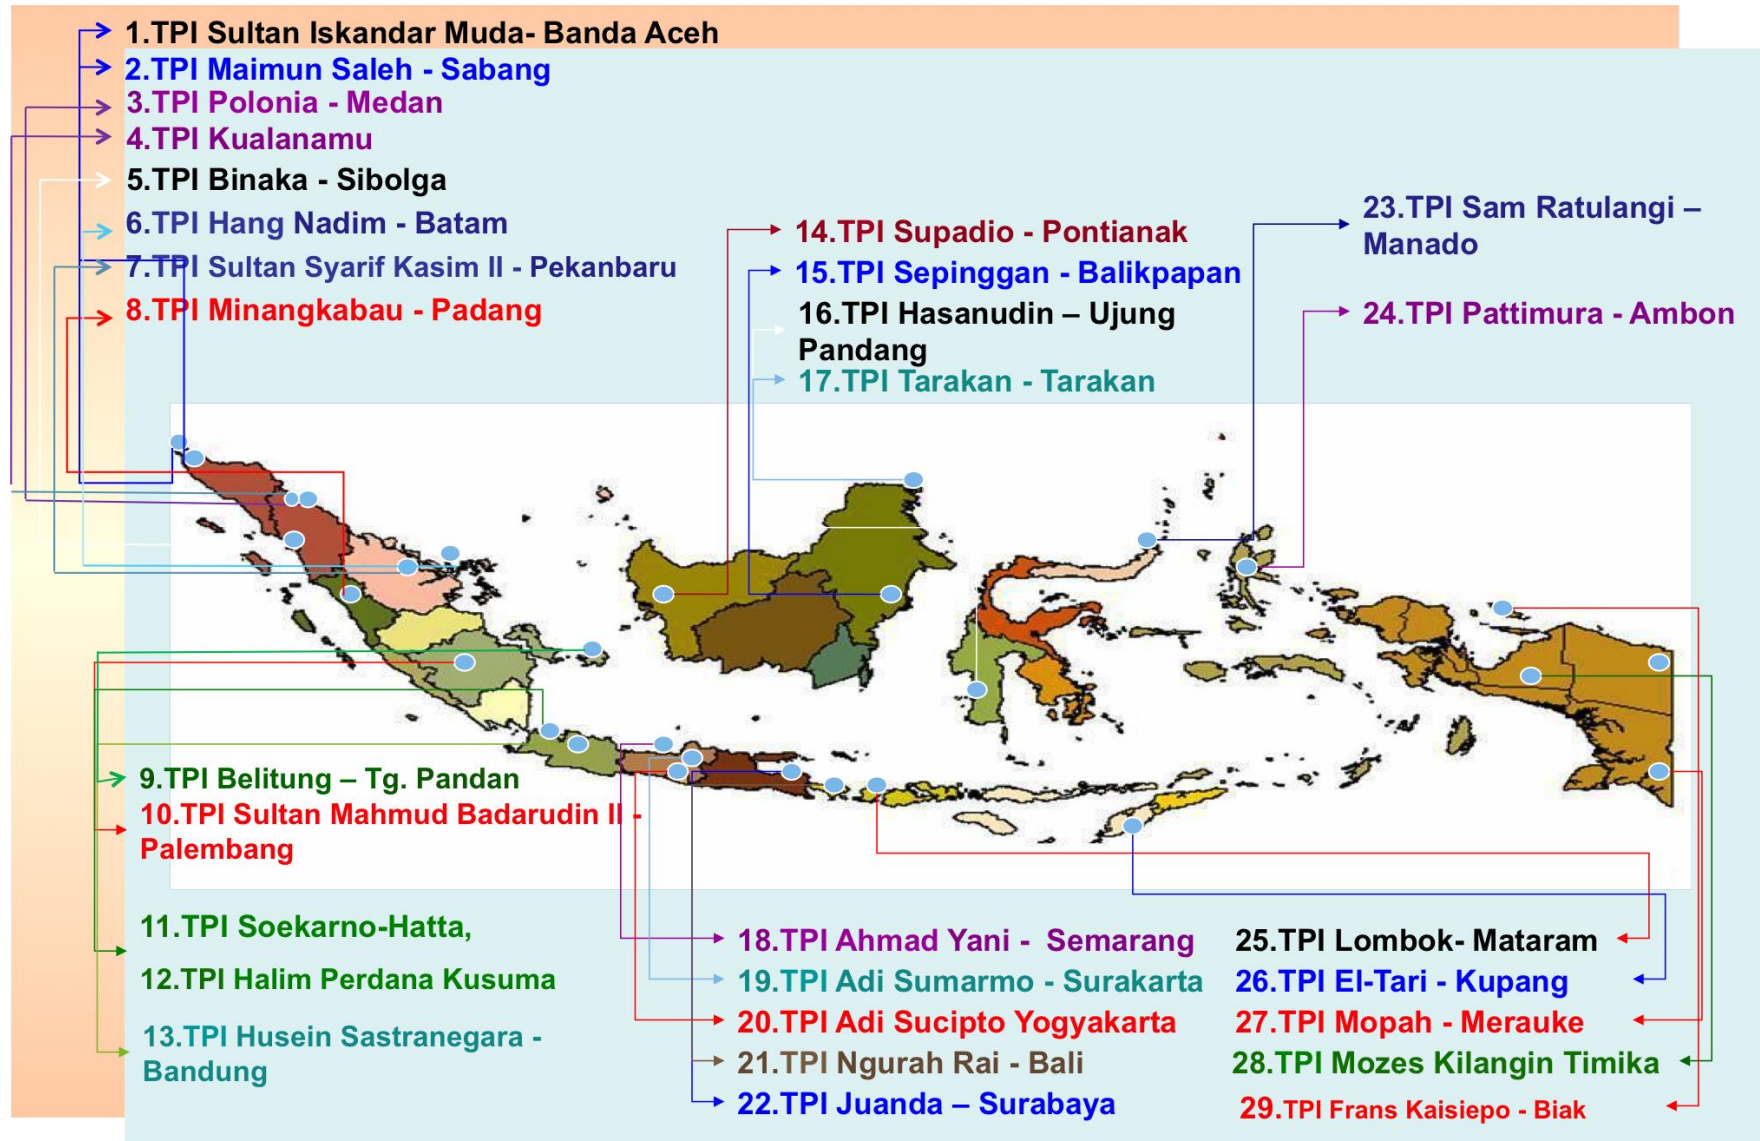 1.TPI Sultan Iskandar Muda- Banda Aceh
2.TPI Maimun Saleh - Sabang
3.TPI Polonia - Medan
4.TPI Kualanamu
5.TPI Binaka - Sibolga
6.TPI Hang Nadim - Batam
7.TPI Sultan Syarif Kasim II - Pekanbaru
8.TPI Minangkabau - Padang
14.TPI Supadio - Pontianak
15.TPI Sepinggan - Balikpapan
16.TPI Hasanudin – Ujung
Pandang
17.TPI Tarakan - Tarakan
23.TPI Sam Ratulangi –
Manado
24.TPI Pattimura - Ambon
9.TPI Belitung – Tg. Pandan
10.TPI Sultan Mahmud Badarudin II -
Palembang
11.TPI Soekarno-Hatta,
12.TPI Halim Perdana Kusuma
13.TPI Husein Sastranegara -
Bandung
18.TPI Ahmad Yani - Semarang
19.TPI Adi Sumarmo - Surakarta
20.TPI Adi Sucipto Yogyakarta
21.TPI Ngurah Rai - Bali
22.TPI Juanda – Surabaya
25.TPI Lombok- Mataram
26.TPI El-Tari - Kupang
27.TPI Mopah - Merauke
28.TPI Mozes Kilangin Timika
29.TPI Frans Kaisiepo - Biak